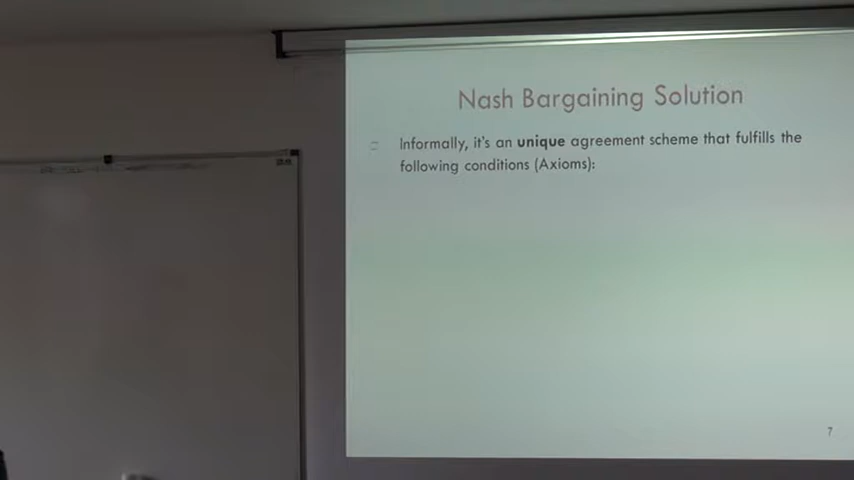 Nash Bargaining Solution
Informally, it's an unique agreement scheme that fulfills the
following conditions (Axioms):
7